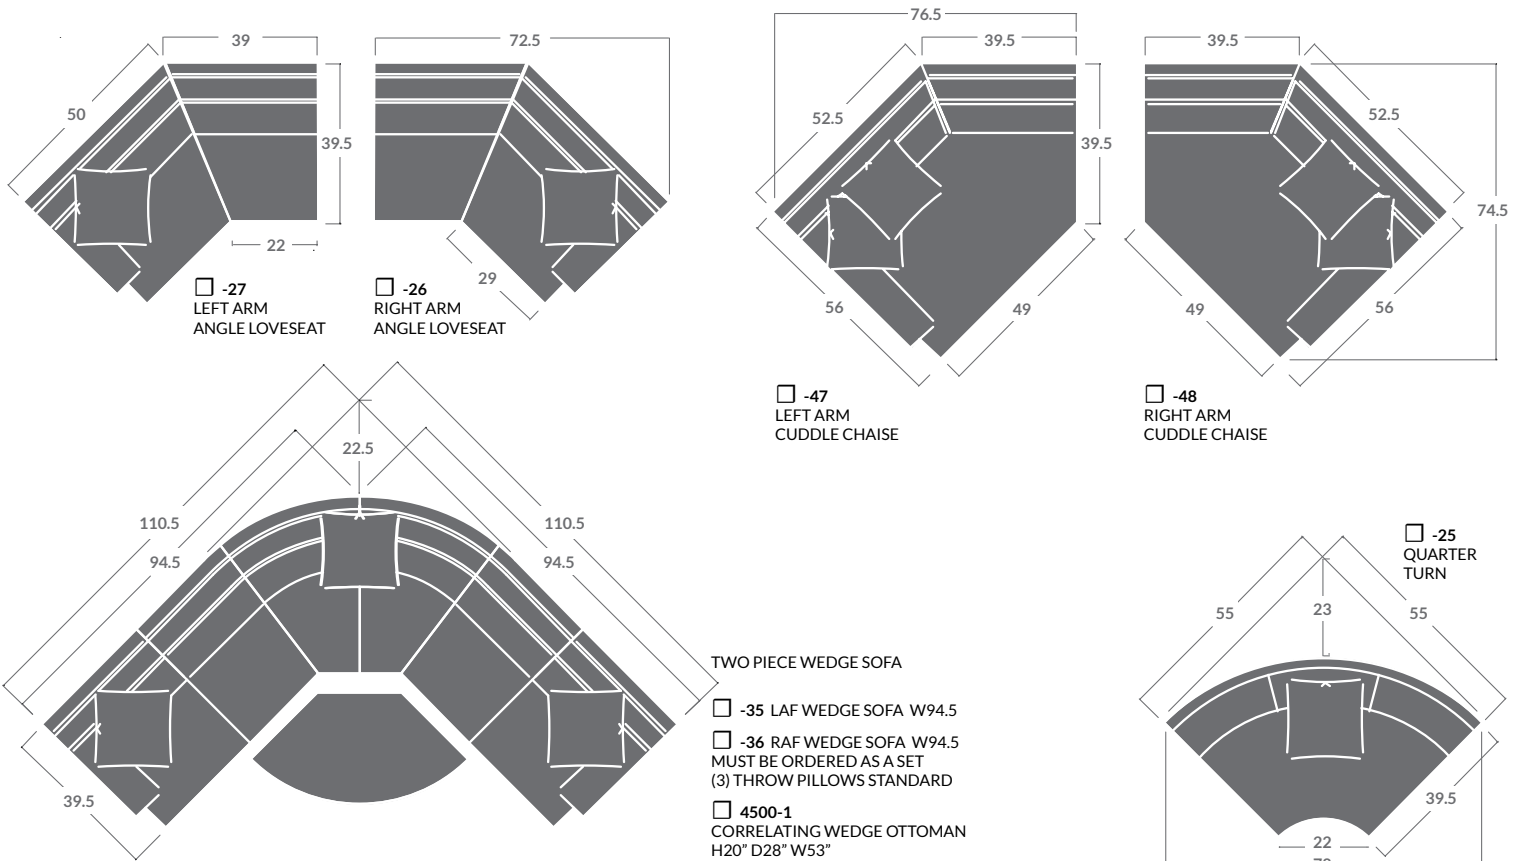 39
50
39.5
22
-27
LEFT ARM
ANGLE LOVESEAT
72.5
29
-26
RIGHT ARM
ANGLE LOVESEAT
76.5
39.5
52.5
39.5
56
49
-47
LEFT ARM
CUDDLE CHAISE
39.5
52.5
74.5
49
56
-48
RIGHT ARM
CUDDLE CHAISE
22.5
110.5
110.5
94.5
94.5
39.5
TWO PIECE WEDGE SOFA
-35 LAF WEDGE SOFA W94.5
-36 RAF WEDGE SOFA W94.5
MUST BE ORDERED AS A SET
(3) THROW PILLOWS STANDARD
4500-1
CORRELATING WEDGE OTTOMAN
H20” D28” W53”
-25
QUARTER
TURN
55
23
55
39.5
22